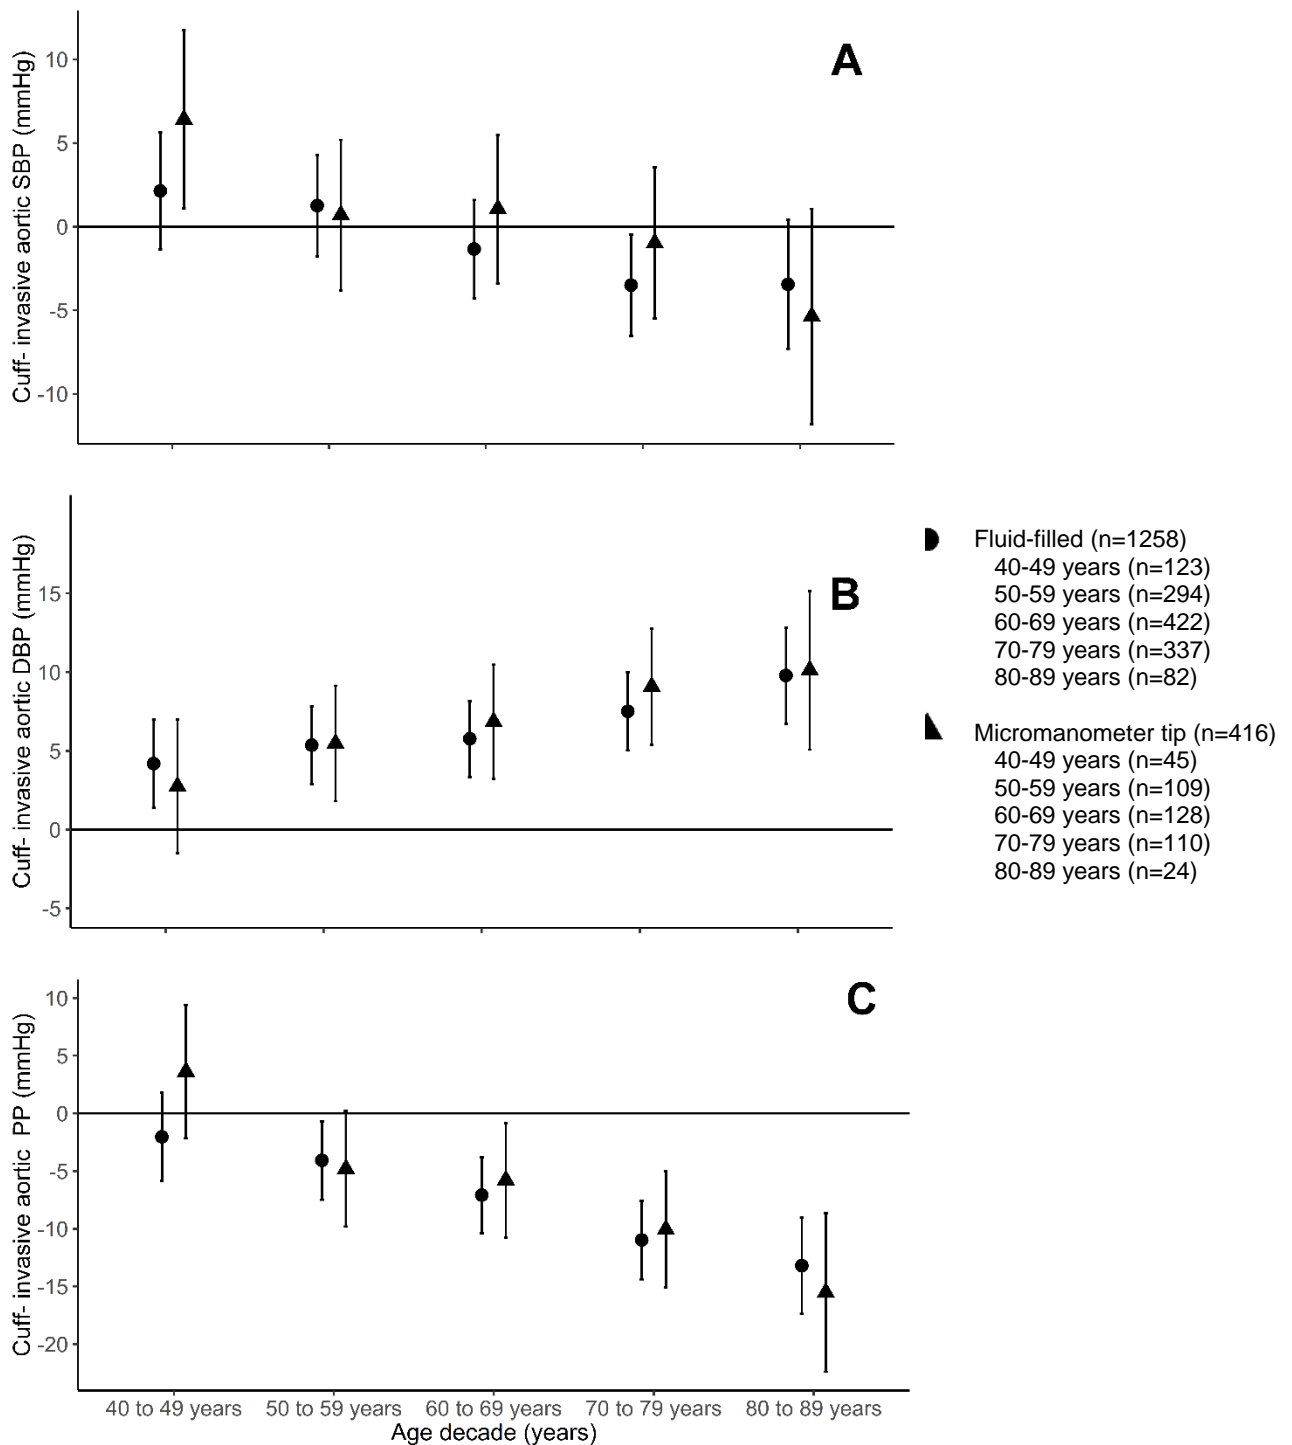 A
Cuff- invasive aortic SBP (mmHg)
10
5
0
-5
-10
B
Cuff- invasive aortic DBP (mmHg)
15
10
5
0
-5
Fluid-filled (n=1258)
40-49 years (n=123)
50-59 years (n=294)
60-69 years (n=422)
70-79 years (n=337)
80-89 years (n=82)
Micromanometer tip (n=416)
40-49 years (n=45)
50-59 years (n=109)
60-69 years (n=128)
70-79 years (n=110)
80-89 years (n=24)
C
Cuff- invasive aortic PP (mmHg)
10
5
0
-5
-10
-15
-20
40 to 49 years 50 to 59 years 60 to 69 years 70 to 79 years 80 to 89 years
Age decade (years)